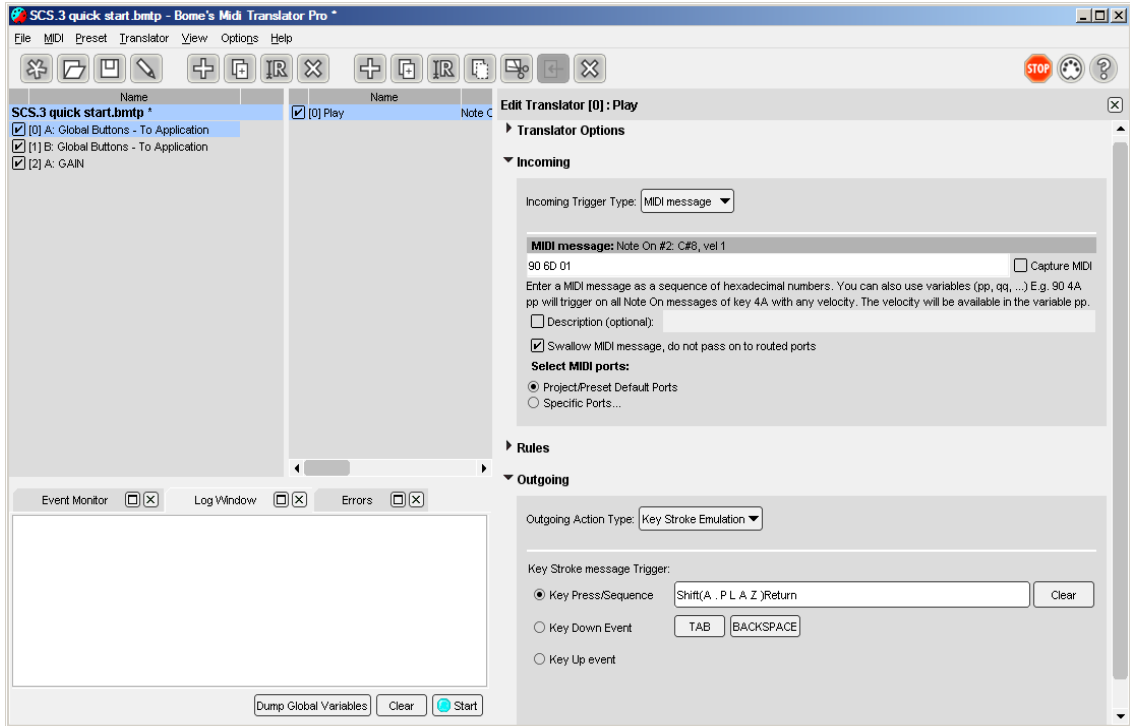 SCS.3 quick start.bmtp - Bome's Midi Translator Pro *
File MIDI Preset Translator View Options Help
STOP
Name
SCS.3 quick start.bmtp *
[0] A: Global Buttons - To Application
[1] B: Global Buttons - To Application
[2] A: GAIN
Name
[0] Play Note C
Edit Translator [0] : Play
Translator Options
Incoming
Incoming Trigger Type: MIDI message
MIDI message: Note On #2: C#8, vel 1
90 6D 01 Capture MIDI
Enter a MIDI message as a sequence of hexadecimal numbers. You can also use variables (pp, qq, ...) E.g. 90 4A
pp will trigger on all Note On messages of key 4A with any velocity. The velocity will be available in the variable pp.
Description (optional):
Swallow MIDI message, do not pass on to routed ports
Select MIDI ports:
Project/Preset Default Ports
Specific Ports...
Rules
Outgoing
Outgoing Action Type: Key Stroke Emulation
Key Stroke message Trigger:
Key Press/Sequence Shift(A . P L A Z )Return Clear
Key Down Event TAB BACKSPACE
Key Up event
Event Monitor Log Window Errors
Dump Global Variables Clear Start